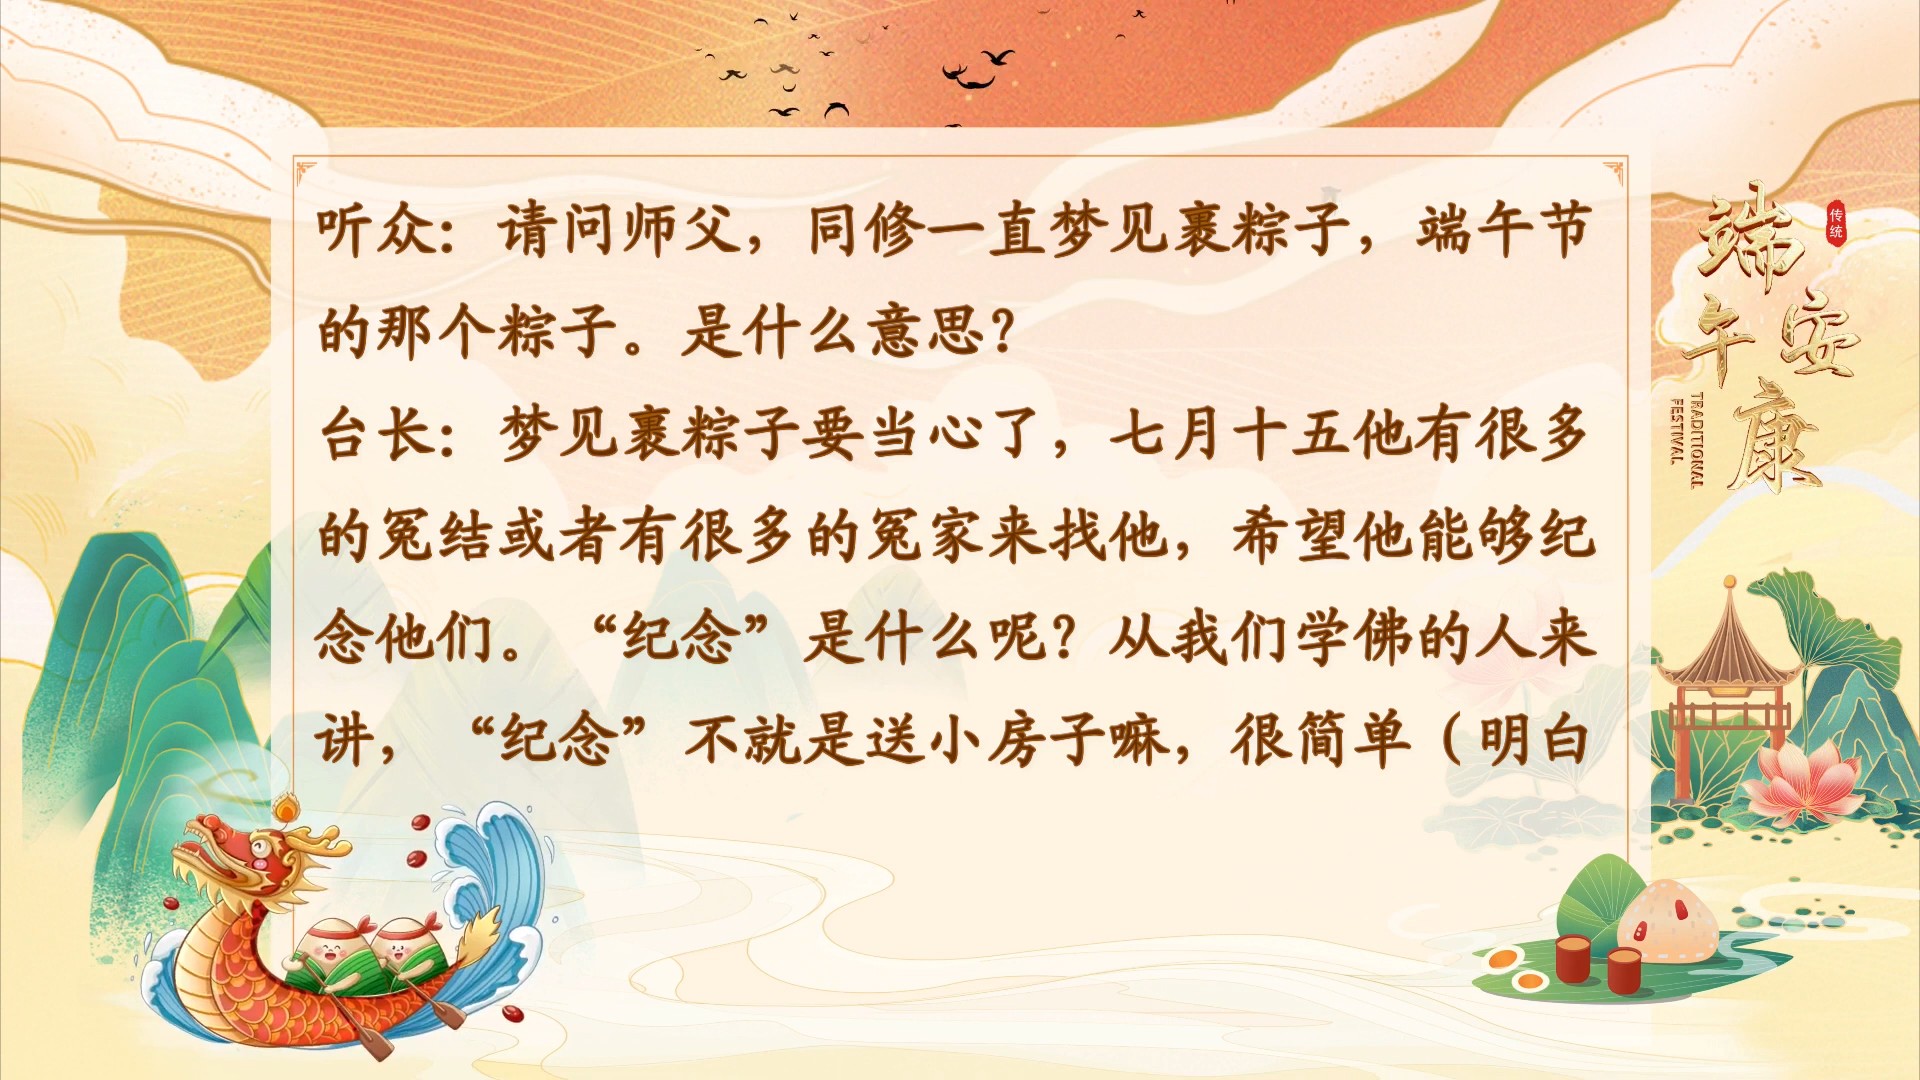 听众：请问师父，同修一直梦见裹粽子，端午节
的那个粽子。是什么意思？
台长：梦见裹粽子要当心了，七月十五他有很多
的冤结或者有很多的冤家来找他，希望他能够纪
念他们。“纪念”是什么呢？从我们学佛的人来
讲，“纪念”不就是送小房子嘛，很简单（明白
端午安康
传统
TRADITIONAL
FESTIVAL